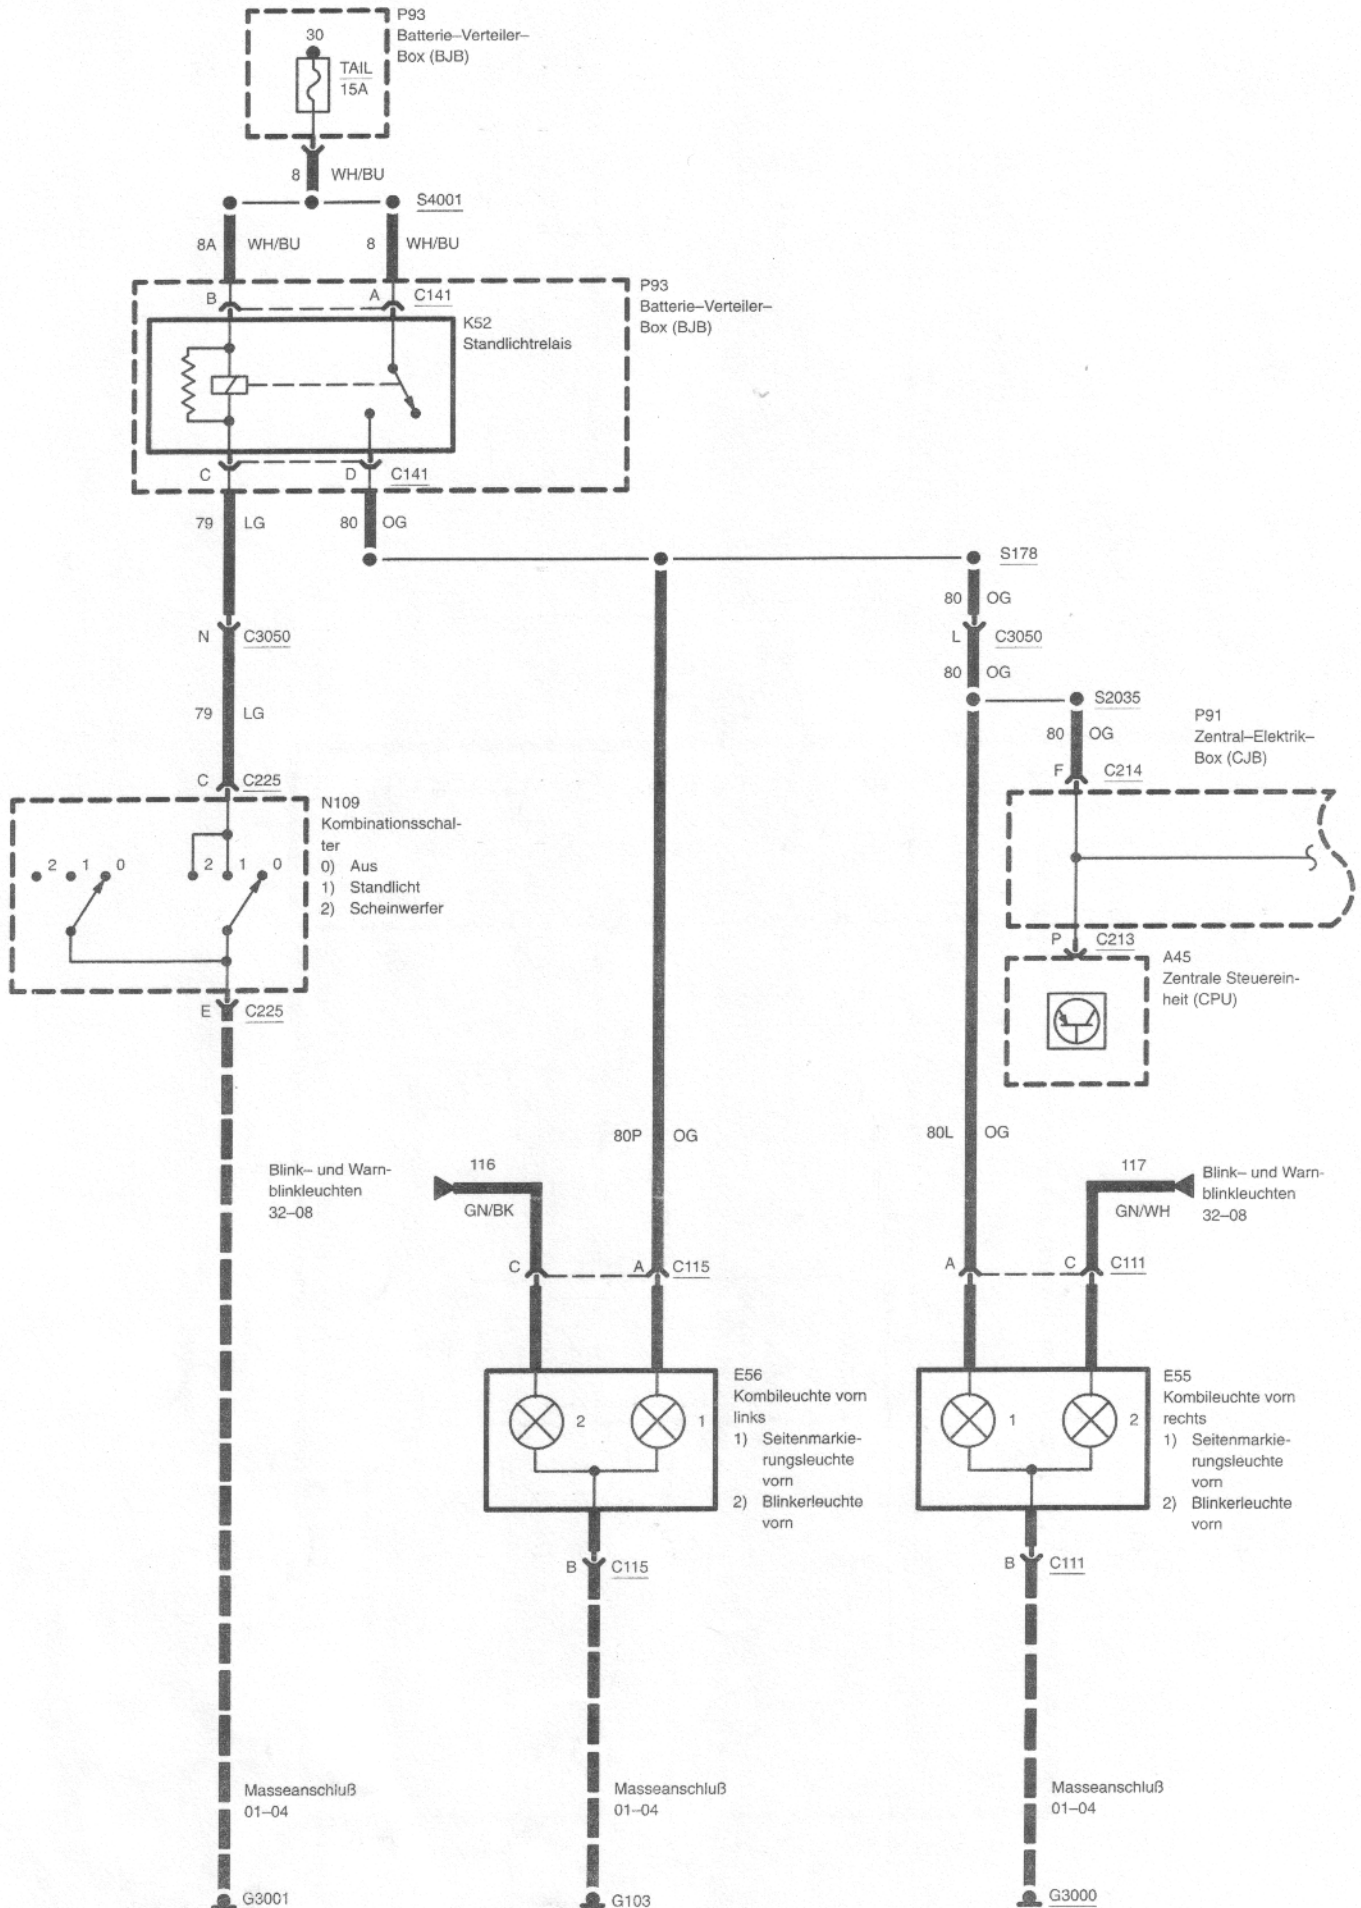 P93
Batterie–Verteiler–
Box (BJB)
30
TAIL
15A
8 WH/BU
S4001
8A WH/BU
8 WH/BU
P93
Batterie–Verteiler–
Box (BJB)
B
A C141
K52
Standlichtrelais
C
D C141
79 LG
80 OG
S178
80 OG
N C3050
L C3050
80 OG
79 LG
S2035
80 OG
P91
Zentral–Elektrik–
Box (CJB)
C C225
F C214
N109
Kombinationsschal-
ter
0) Aus
1) Standlicht
2) Scheinwerfer
2 1 0
2 1 0
P C213
A45
Zentrale Steuerein-
heit (CPU)
E C225
80P OG
80L OG
Blink– und Warn-
blinkleuchten
32–08
116
GN/BK
117
GN/WH
Blink– und Warn-
blinkleuchten
32–08
C
A C115
A
C C111
2
1
E56
Kombileuchte vorn
links
1) Seitenmarkie-
rungsleuchte
vorn
2) Blinkerleuchte
vorn
1
2
E55
Kombileuchte vorn
rechts
1) Seitenmarkie-
rungsleuchte
vorn
2) Blinkerleuchte
vorn
B C115
B C111
Masseanschluß
01–04
Masseanschluß
01–04
Masseanschluß
01–04
G3001
G103
G3000